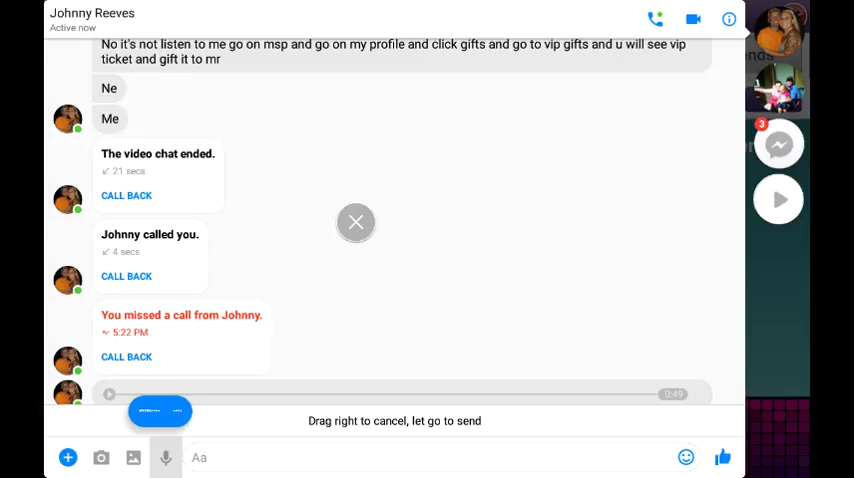 Johnny Reeves
Active now
No it's not listen to me go on msp and go on my profile and click gifts and go to vip gifts and u will see vip
ticket and gift it to mr
Ne
Me
The video chat ended.
21 secs
CALL BACK
Johnny called you.
4 secs
CALL BACK
You missed a call from Johnny.
5:22 PM
CALL BACK
0:49
Drag right to cancel, let go to send
Aa
3